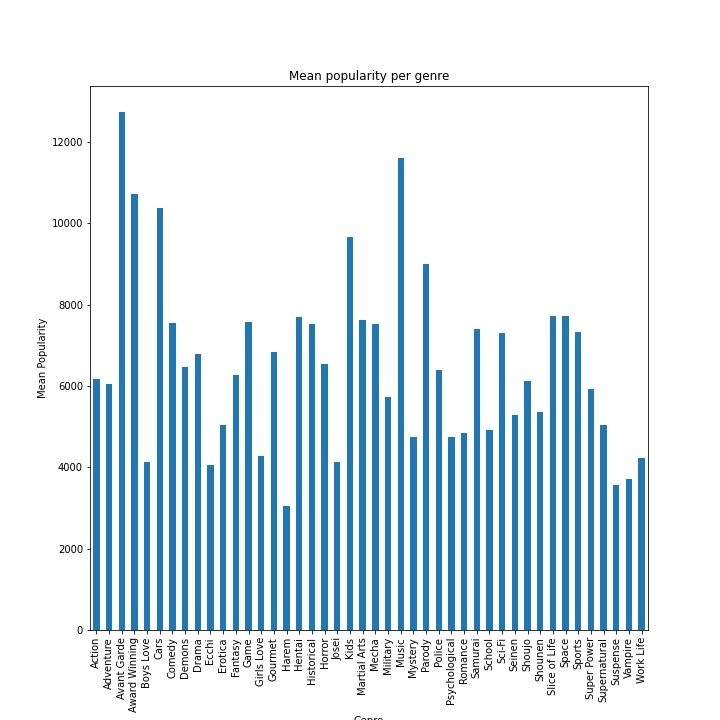 Mean popularity per genre
Mean Popularity
12000
10000
8000
6000
4000
2000
0
Action
Adventure
Avant Garde
Award Winning
Boys Love
Cars
Comedy
Demons
Drama
Ecchi
Erotica
Fantasy
Game
Girls Love
Gourmet
Harem
Hentai
Historical
Horror
Josei
Kids
Martial Arts
Mecha
Military
Music
Mystery
Parody
Police
Psychological
Romance
Samurai
School
Sci-Fi
Seinen
Shoujo
Shounen
Slice of Life
Space
Sports
Super Power
Supernatural
Suspense
Vampire
Work Life
Genre